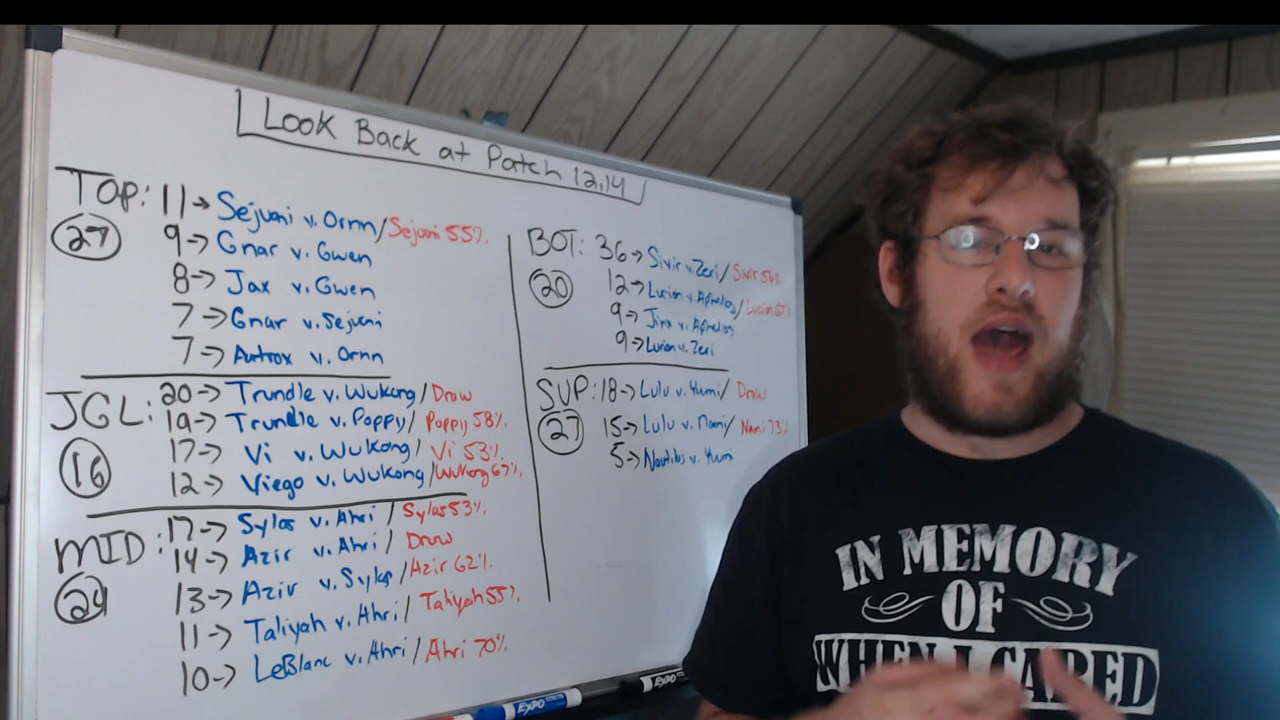 Look Back at Patch 12.14
TOP: 11→ Sejuani v. Ornn/Sejuani 55%.
27
9→ Gnar v. Gwen
8→ Jax v. Gwen
7→ Gnar v. Sejuani
7→ Aatrox v. Ornn
JGL: 20→ Trundle v. Wukong/Draw
16
19→ Trundle v. Poppy/Poppy 58%.
17→ Vi v. Wukong/Vi 53%.
12→ Viego v. Wukong/Wukong 67%.
MID: 17→ Sylas v. Ahri/Sylas 53%.
14→ Azir v. Ahri/Draw
13→ Azir v. Sylas/Azir 62%.
11→ Taliyah v. Ahri/Taliyah 55%.
10→ LeBlanc v. Ahri/Ahri 70%.
BOT: 36→ Sivir v. Zeri/Sivir 56%
20
12→ Lucian v. Aphelios/Lucian 67%
9→ Jinx v. Aphelios
9→ Lucian v. Zeri
SUP: 18→ Lulu v. Yumi/Draw
27
15→ Lulu v. Nami/Nami 73%
5→ Nautilus v. Yumi
EXPO
EXPO
IN MEMORY
OF
WHEN I CARED